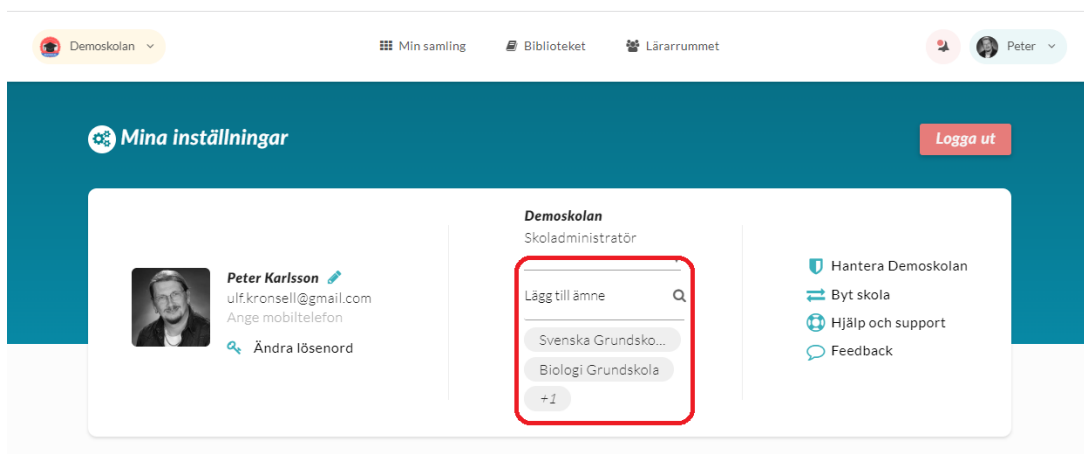 Demoskolan
Min samling
Biblioteket
Lärarrummet
Peter
Mina inställningar
Logga ut
Peter Karlsson
ulf.kronsell@gmail.com
Ange mobiltelefon
Ändra lösenord
Demoskolan
Skoladministratör
Lägg till ämne
Svenska Grundsko...
Biologi Grundskola
+1
Hantera Demoskolan
Byt skola
Hjälp och support
Feedback